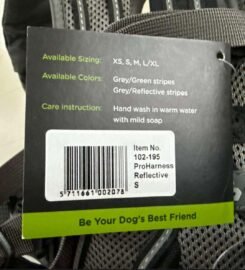 Available Sizing: XS, S, M, L/XL
Available Colors: Grey/Green stripes
Grey/Reflective stripes
Care Instruction: Hand wash in warm water
with mild soap
Item No.
102-195
ProHarness
Reflective
S
5 711661 002078
Be Your Dog's Best Friend